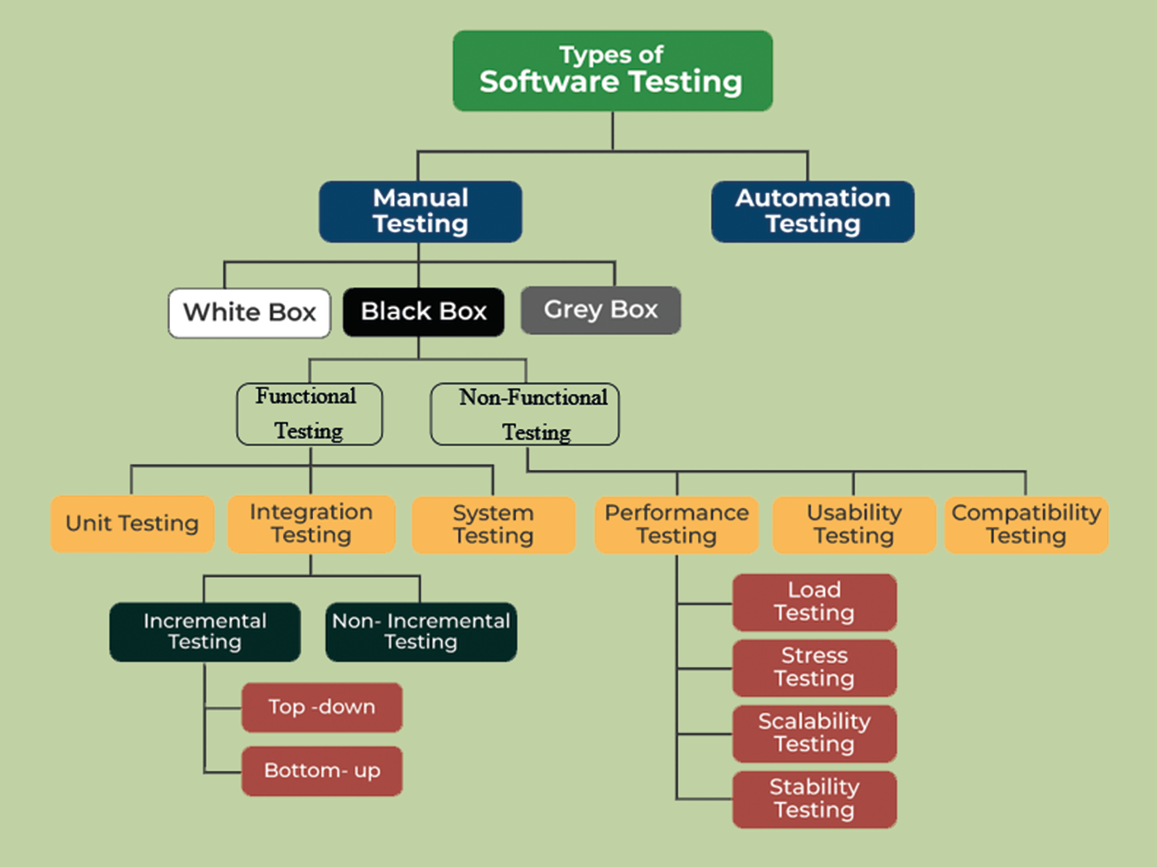 Types of
Software Testing
Manual
Testing
Automation
Testing
White Box
Black Box
Grey Box
Functional
Testing
Non-Functional
Testing
Unit Testing
Integration
Testing
System
Testing
Performance
Testing
Usability
Testing
Compatibility
Testing
Incremental
Testing
Non- Incremental
Testing
Top -down
Bottom- up
Load
Testing
Stress
Testing
Scalability
Testing
Stability
Testing